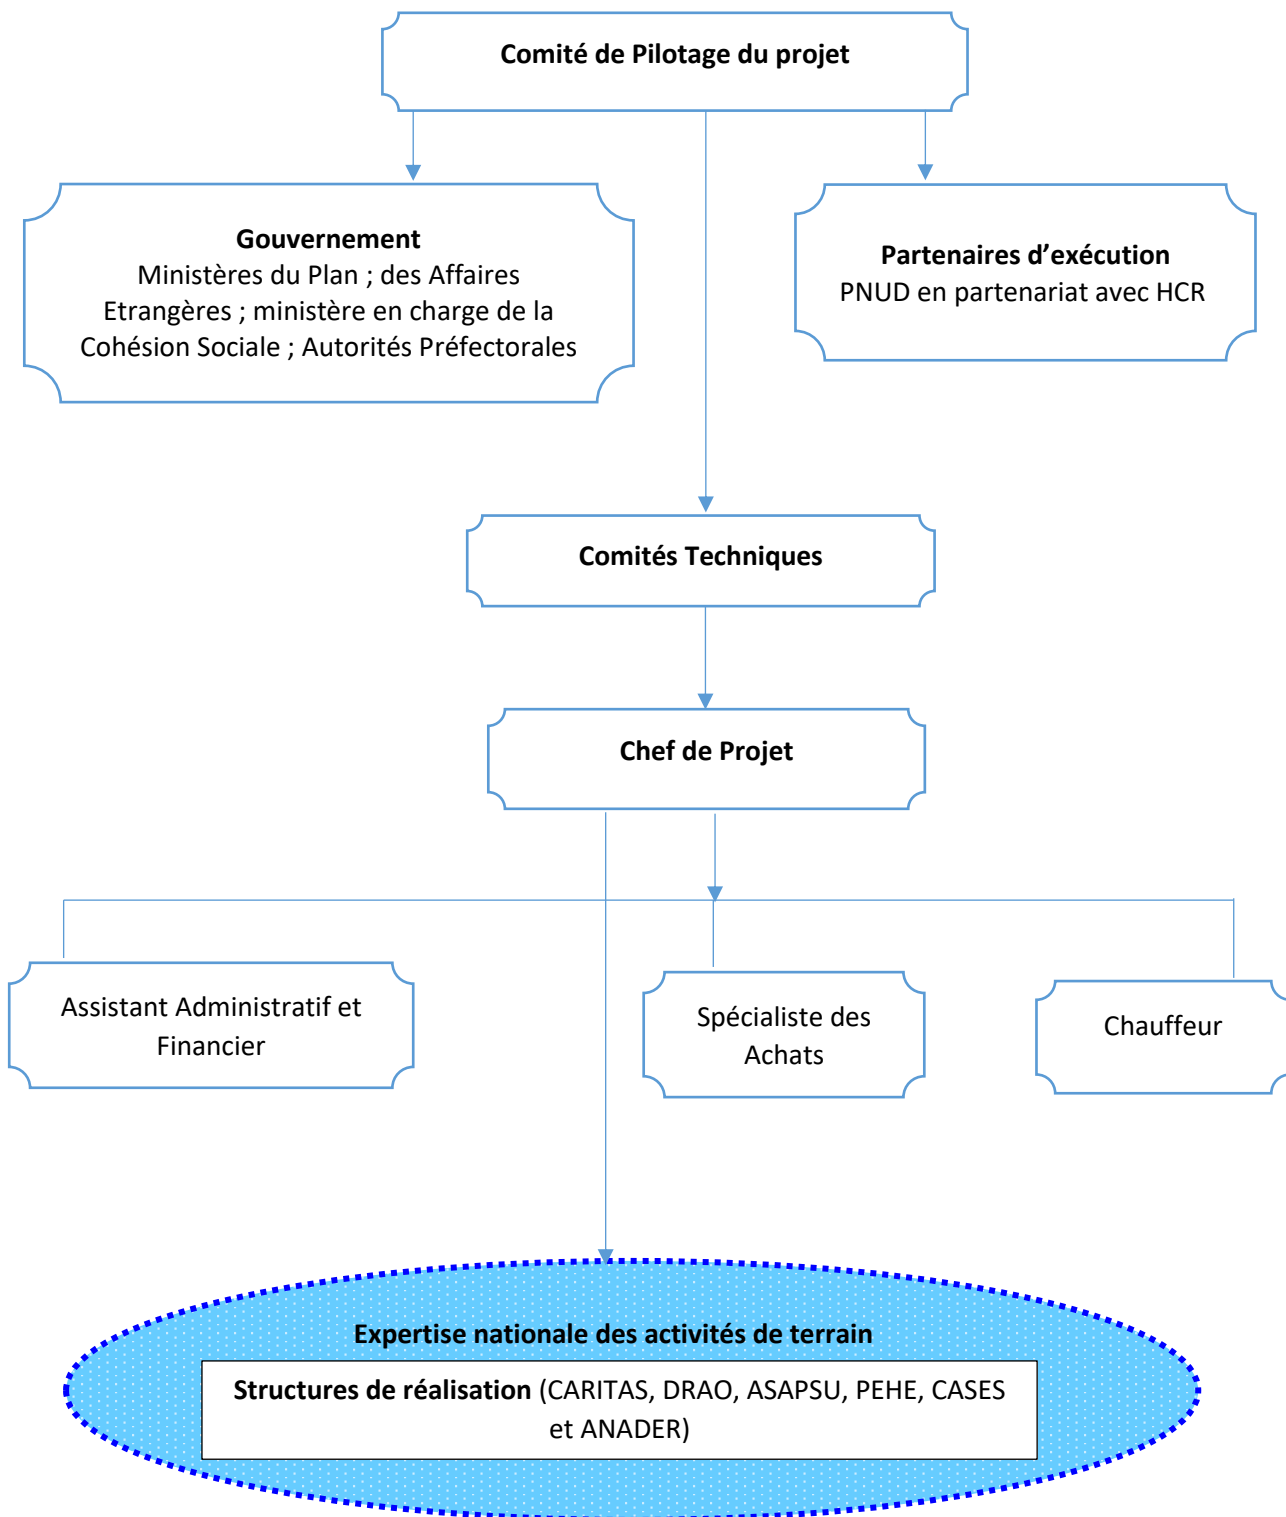 Comité de Pilotage du projet
Gouvernement
Ministères du Plan ; des Affaires
Etrangères ; ministère en charge de la
Cohésion Sociale ; Autorités Préfectorales
Partenaires d'exécution
PNUD en partenariat avec HCR
Comités Techniques
Chef de Projet
Assistant Administratif et
Financier
Spécialiste des
Achats
Chauffeur
Expertise nationale des activités de terrain
Structures de réalisation (CARITAS, DRAO, ASAPSU, PEHE, CASES
et ANADER)